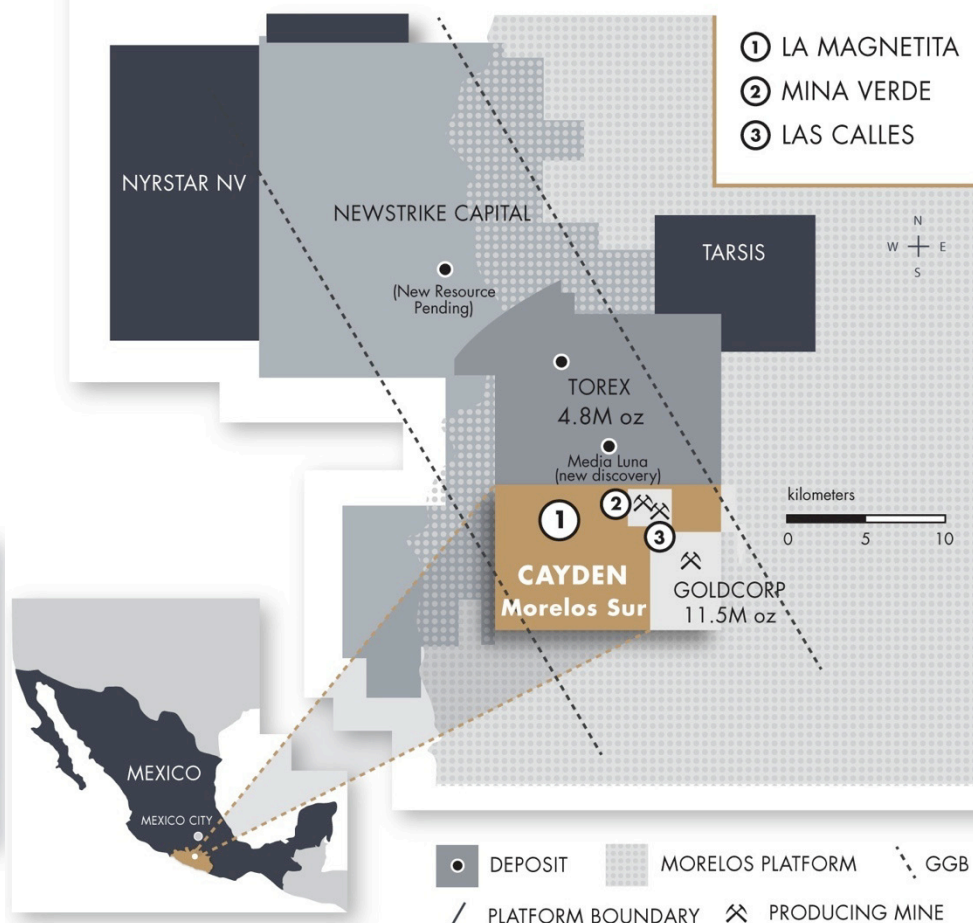 1 LA MAGNETITA
2 MINA VERDE
3 LAS CALLES
NYRSTAR NV
NEWSTRIKE CAPITAL
(New Resource
Pending)
TARSIS
N
W E
S
TOREX
4.8M oz
Media Luna
(new discovery)
kilometers
0 5 10
1
2
3
CAYDEN
Morelos Sur
GOLDCORP
11.5M oz
MEXICO
MEXICO CITY
DEPOSIT MORELOS PLATFORM GGB
PLATFORM BOUNDARY PRODUCING MINE